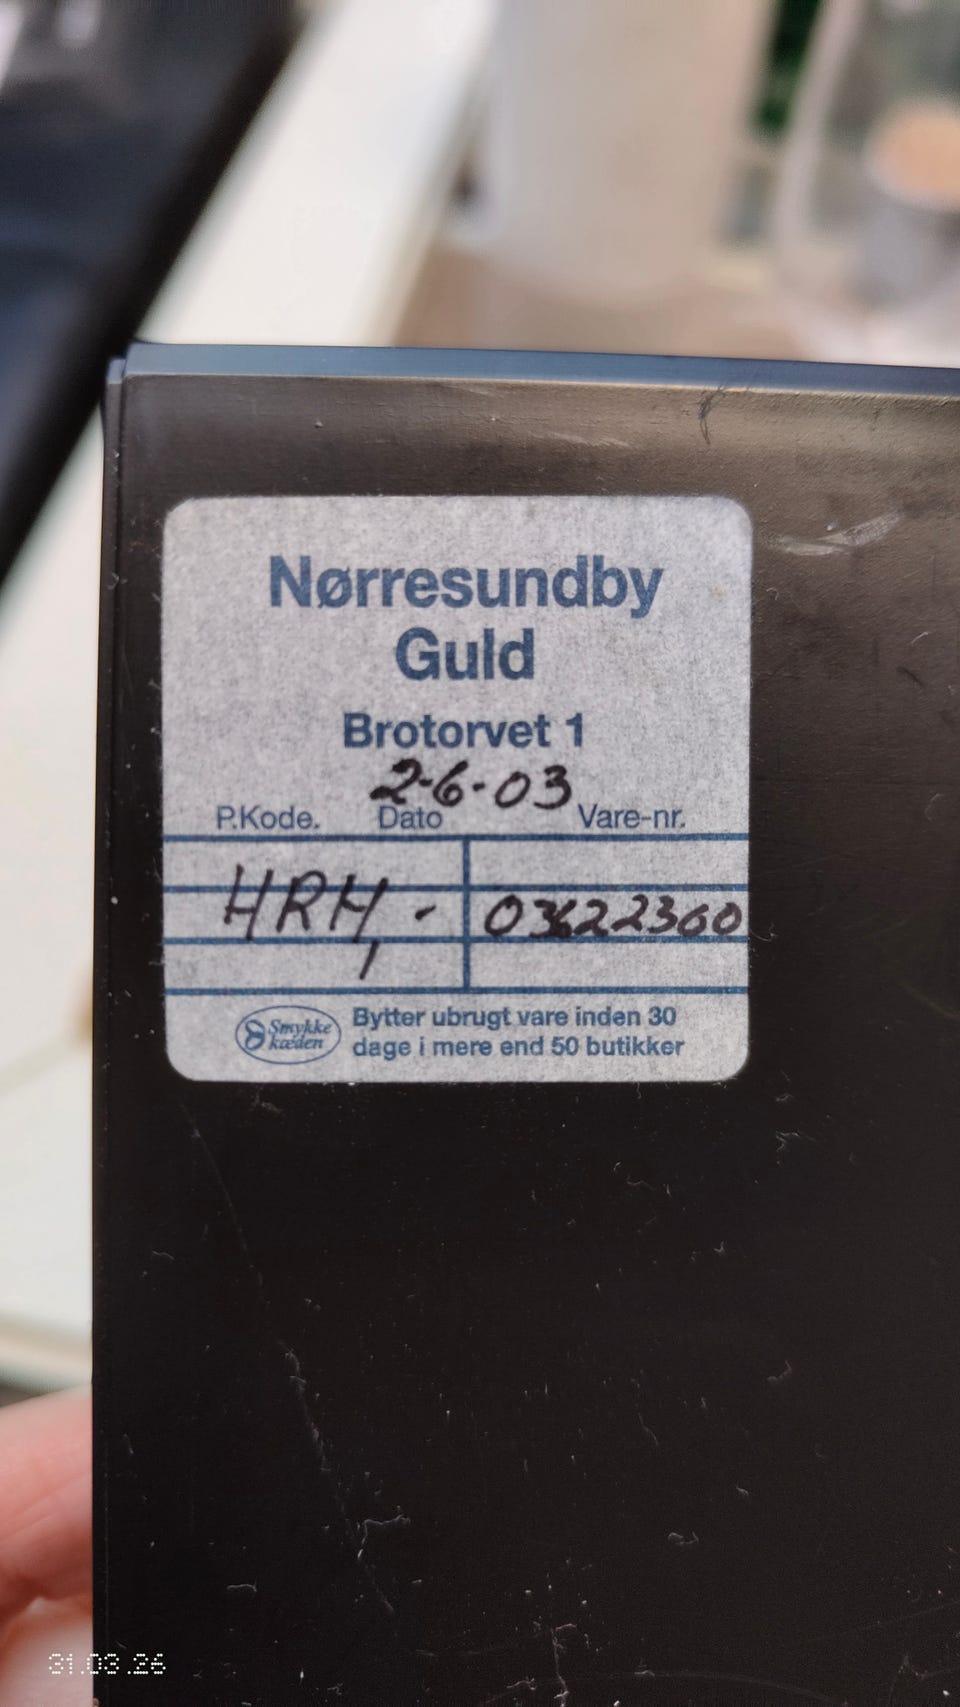 Nørresundby
Guld
Brotorvet 1
2-6-03
P.Kode. Dato Vare-nr.
HRH,- 03622360
Smykke
kæden
Bytter ubrugt vare inden 30
dage i mere end 50 butikker
31.03.26